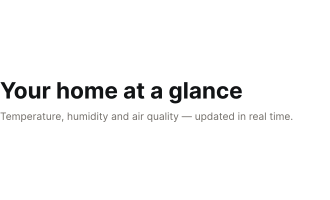 Your home at a glance
Temperature, humidity and air quality — updated in real time.